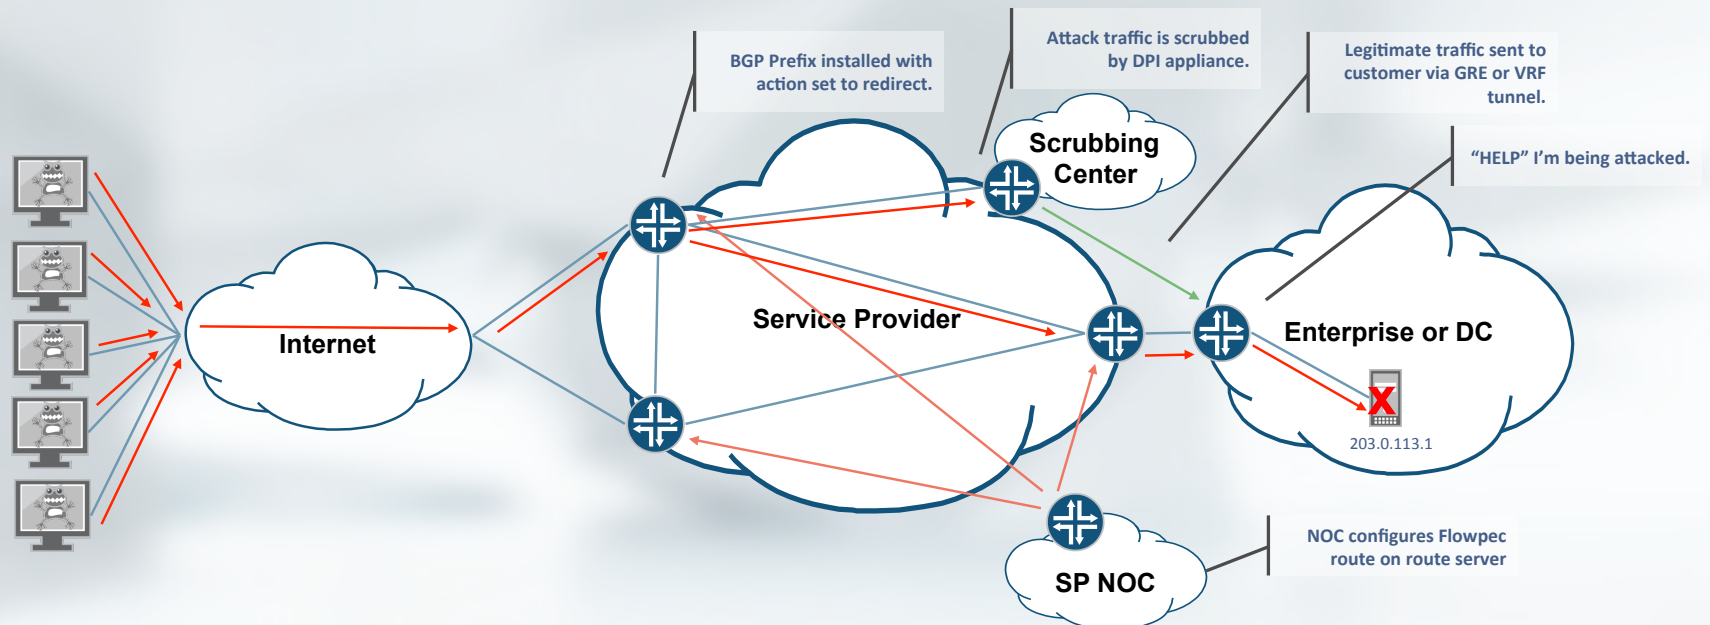 BGP Prefix installed with
action set to redirect.
Attack traffic is scrubbed
by DPI appliance.
Legitimate traffic sent to
customer via GRE or VRF
tunnel.
"HELP" I'm being attacked.
Scrubbing
Center
Internet
Service Provider
Enterprise or DC
X
203.0.113.1
NOC configures Flowpec
route on route server
SP NOC